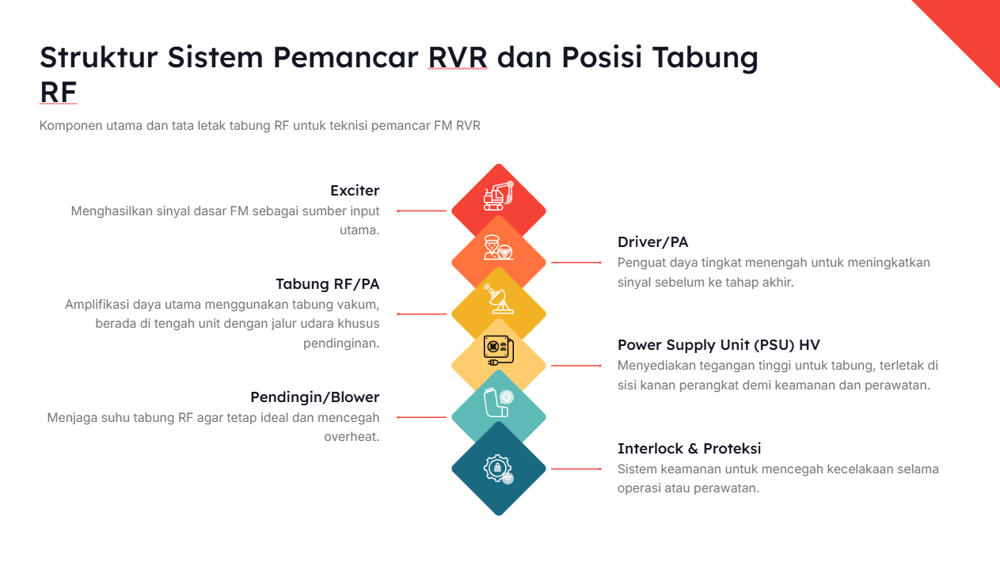 Struktur Sistem Pemancar RVR dan Posisi Tabung
RF
Komponen utama dan tata letak tabung RF untuk teknisi pemancar FM RVR
Exciter
Menghasilkan sinyal dasar FM sebagai sumber input
utama.
Driver/PA
Penguat daya tingkat menengah untuk meningkatkan
sinyal sebelum ke tahap akhir.
Tabung RF/PA
Amplifikasi daya utama menggunakan tabung vakum,
berada di tengah unit dengan jalur udara khusus
pendinginan.
Power Supply Unit (PSU) HV
Menyediakan tegangan tinggi untuk tabung, terletak di
sisi kanan perangkat demi keamanan dan perawatan.
Pendingin/Blower
Menjaga suhu tabung RF agar tetap ideal dan mencegah
overheat.
Interlock & Proteksi
Sistem keamanan untuk mencegah kecelakaan selama
operasi atau perawatan.